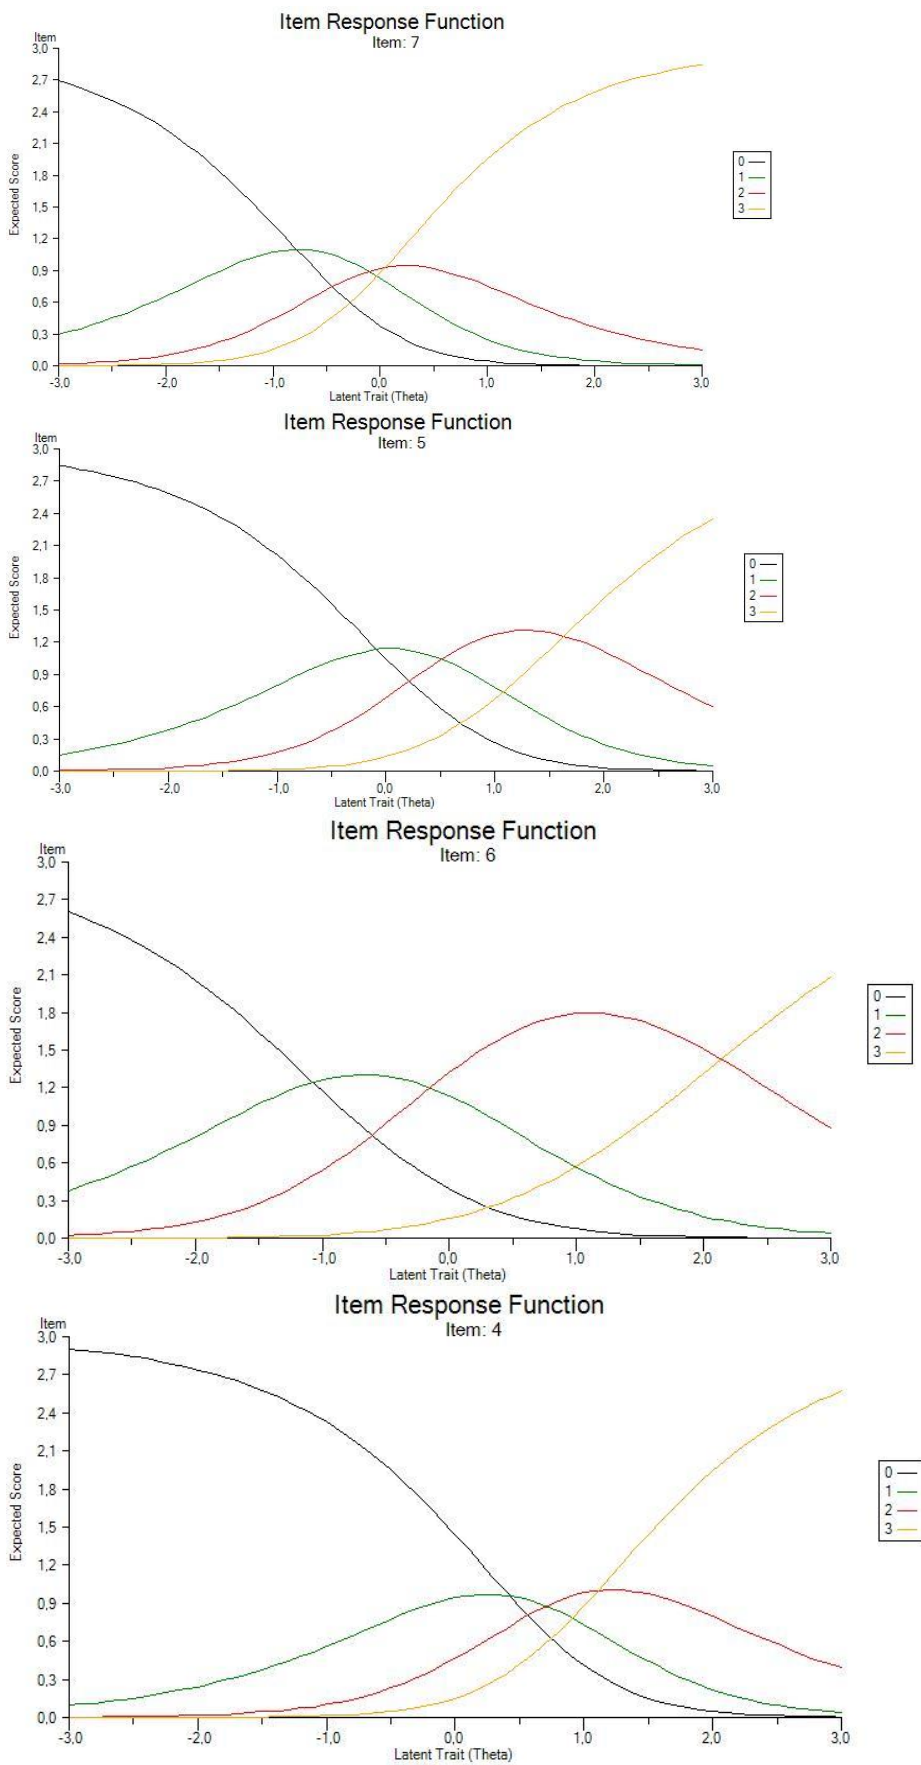 Item Response Function
Item: 7
Item
3,0
2,7
2,4
2,1
1,8
1,5
1,2
0,9
0,6
0,3
0,0
Expected Score
-3,0 -2,0 -1,0 0,0 1,0 2,0 3,0
Latent Trait (Theta)
0
1
2
3
Item Response Function
Item: 5
Item
3,0
2,7
2,4
2,1
1,8
1,5
1,2
0,9
0,6
0,3
0,0
Expected Score
-3,0 -2,0 -1,0 0,0 1,0 2,0 3,0
Latent Trait (Theta)
0
1
2
3
Item Response Function
Item: 6
Item
3,0
2,7
2,4
2,1
1,8
1,5
1,2
0,9
0,6
0,3
0,0
Expected Score
-3,0 -2,0 -1,0 0,0 1,0 2,0 3,0
Latent Trait (Theta)
0
1
2
3
Item Response Function
Item: 4
Item
3,0
2,7
2,4
2,1
1,8
1,5
1,2
0,9
0,6
0,3
0,0
Expected Score
-3,0 -2,0 -1,0 0,0 1,0 2,0 3,0
Latent Trait (Theta)
0
1
2
3